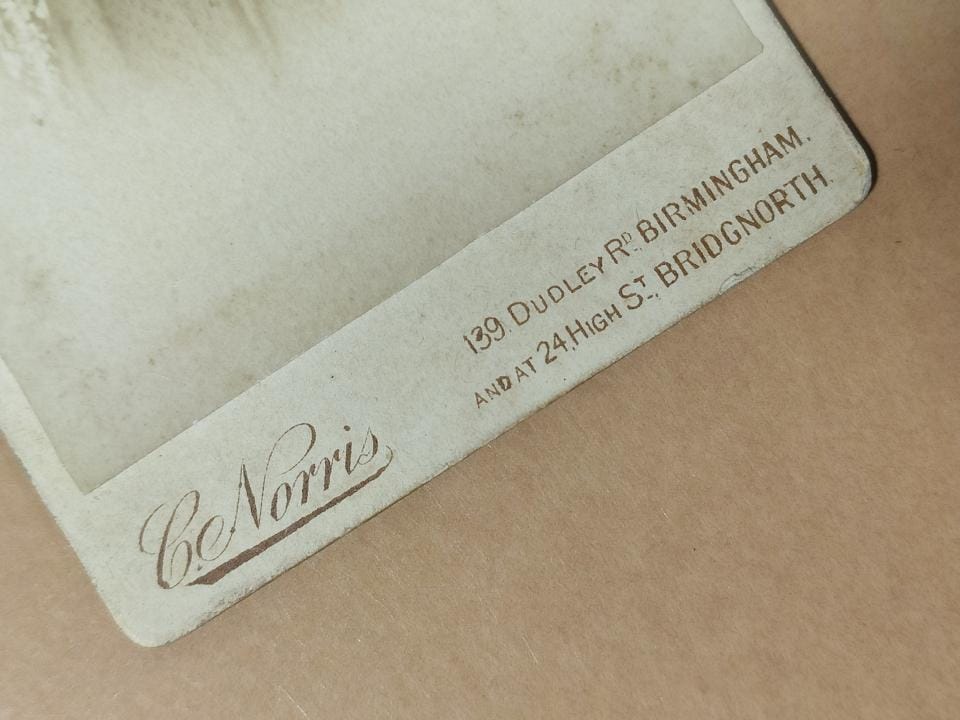 C. Norris
139, DUDLEY RD. BIRMINGHAM.
AND AT 24, HIGH ST., BRIDGNORTH.